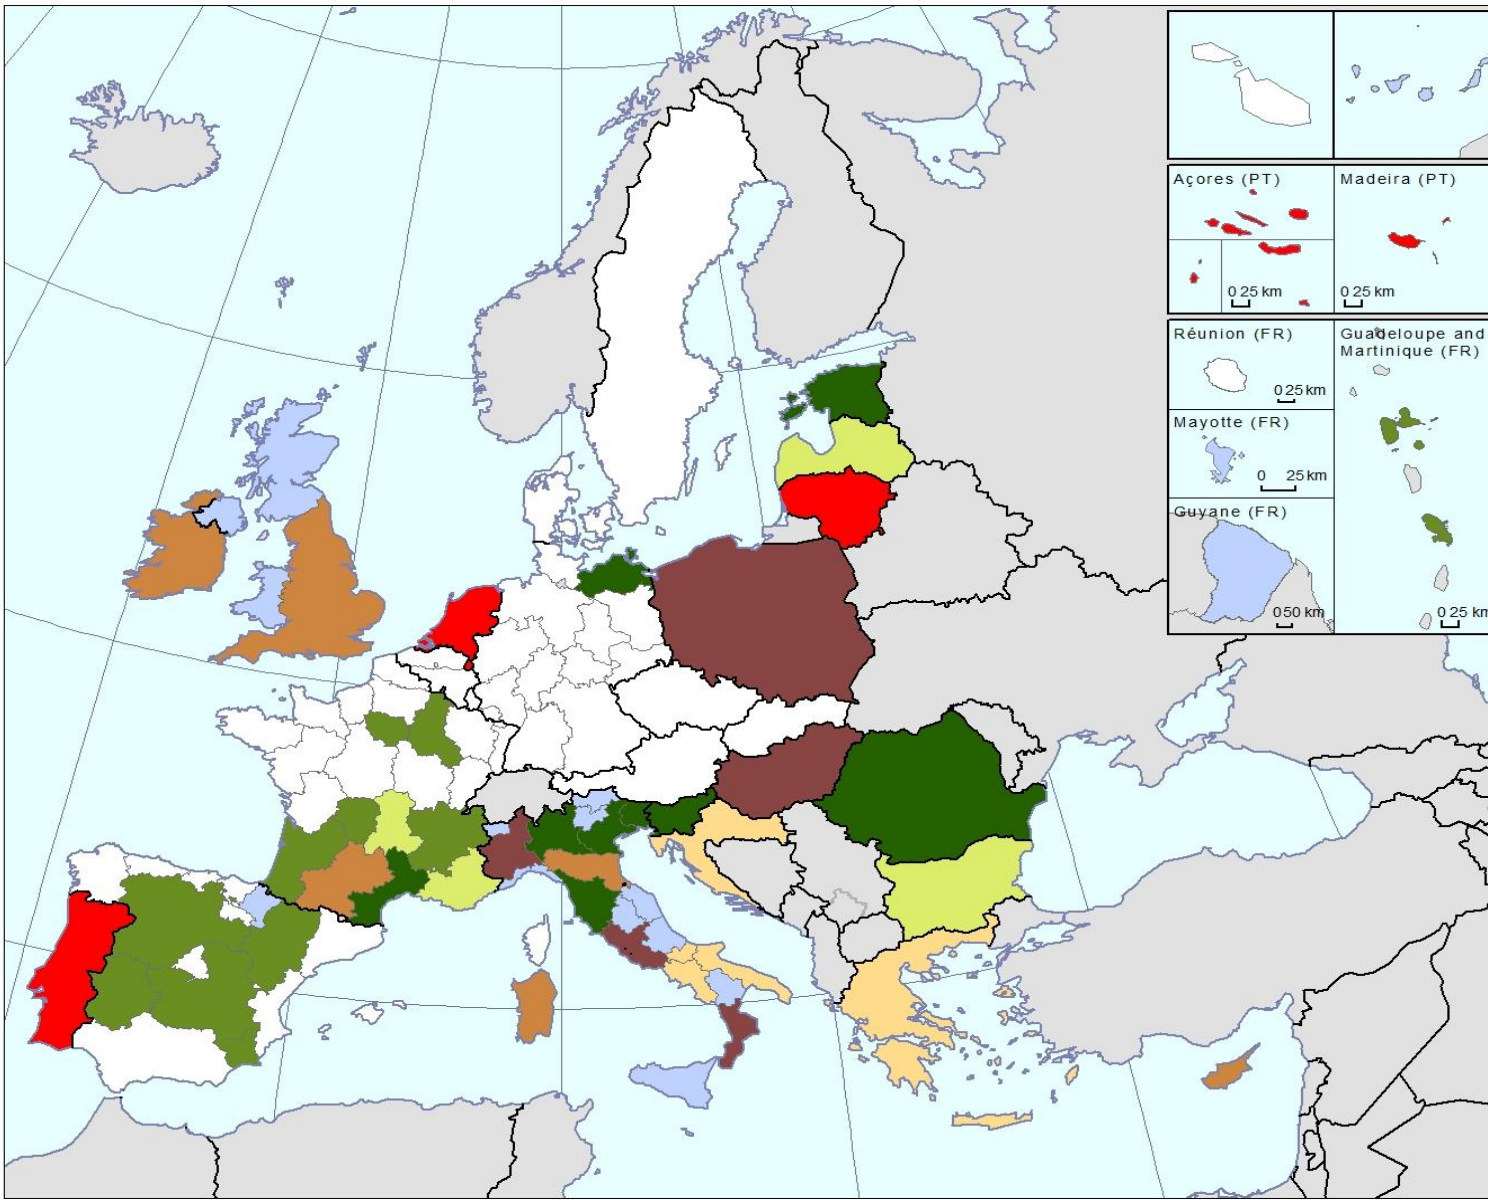 Açores (PT)
Madeira (PT)
0 25 km
0 25 km
Réunion (FR)
0 25 km
Guadeloupe and
Martinique (FR)
Mayotte (FR)
0 25 km
Guyane (FR)
0 50 km
0 25 km